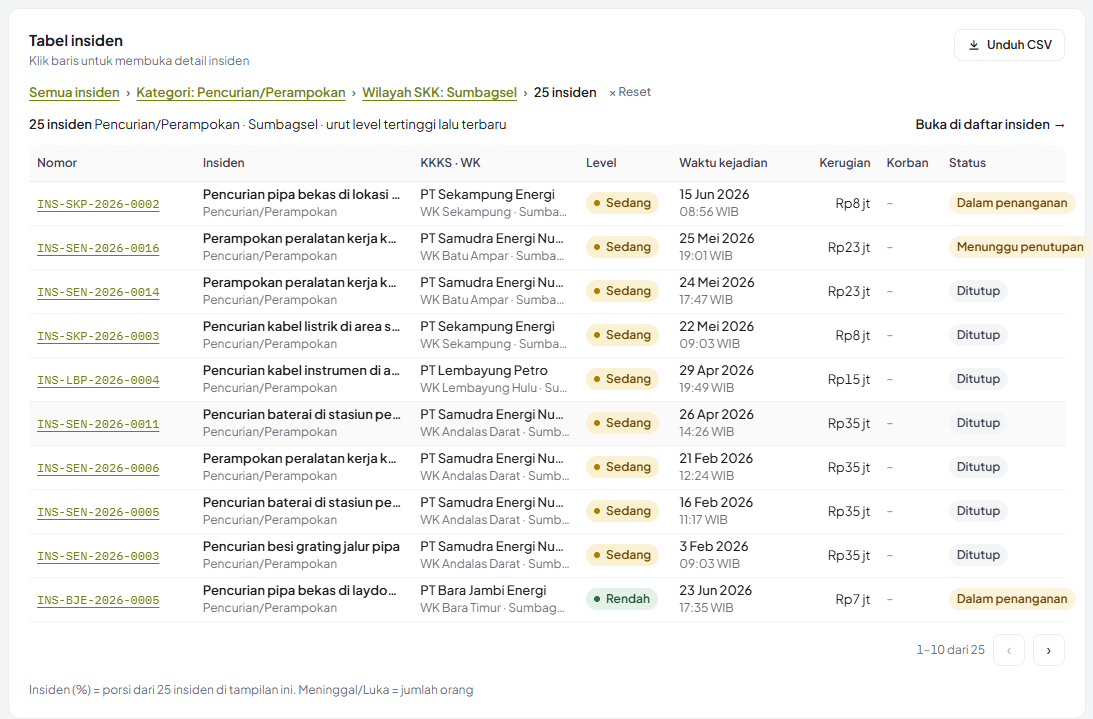 Tabel insiden
Unduh CSV
Klik baris untuk membuka detail insiden
Semua insiden › Kategori: Pencurian/Perampokan › Wilayah SKK: Sumbagsel › 25 insiden × Reset
25 insiden Pencurian/Perampokan · Sumbagsel · urut level tertinggi lalu terbaru
Buka di daftar insiden →
Nomor Insiden KKKS · WK Level Waktu kejadian Kerugian Korban Status
INS-SKP-2026-0002 Pencurian pipa bekas di lokasi ... PT Sekampung Energi Sedang 15 Jun 2026 Rp8 jt – Dalam penanganan
Pencurian/Perampokan WK Sekampung · Sumba... 08:56 WIB
INS-SEN-2026-0016 Perampokan peralatan kerja k... PT Samudra Energi Nu... Sedang 25 Mei 2026 Rp23 jt – Menunggu penutupan
Pencurian/Perampokan WK Batu Ampar · Sumba... 19:01 WIB
INS-SEN-2026-0014 Perampokan peralatan kerja k... PT Samudra Energi Nu... Sedang 24 Mei 2026 Rp23 jt – Ditutup
Pencurian/Perampokan WK Batu Ampar · Sumba... 17:47 WIB
INS-SKP-2026-0003 Pencurian kabel listrik di area s... PT Sekampung Energi Sedang 22 Mei 2026 Rp8 jt – Ditutup
Pencurian/Perampokan WK Sekampung · Sumba... 09:03 WIB
INS-LBP-2026-0004 Pencurian kabel instrumen di a... PT Lembayung Petro Sedang 29 Apr 2026 Rp15 jt – Ditutup
Pencurian/Perampokan WK Lembayung Hulu · Su... 19:49 WIB
INS-SEN-2026-0011 Pencurian baterai di stasiun pe... PT Samudra Energi Nu... Sedang 26 Apr 2026 Rp35 jt – Ditutup
Pencurian/Perampokan WK Andalas Darat · Sumb... 14:26 WIB
INS-SEN-2026-0006 Perampokan peralatan kerja k... PT Samudra Energi Nu... Sedang 21 Feb 2026 Rp35 jt – Ditutup
Pencurian/Perampokan WK Andalas Darat · Sumb... 12:24 WIB
INS-SEN-2026-0005 Pencurian baterai di stasiun pe... PT Samudra Energi Nu... Sedang 16 Feb 2026 Rp35 jt – Ditutup
Pencurian/Perampokan WK Andalas Darat · Sumb... 11:17 WIB
INS-SEN-2026-0003 Pencurian besi grating jalur pipa PT Samudra Energi Nu... Sedang 3 Feb 2026 Rp35 jt – Ditutup
Pencurian/Perampokan WK Andalas Darat · Sumb... 09:03 WIB
INS-BJE-2026-0005 Pencurian pipa bekas di laydo... PT Bara Jambi Energi Rendah 23 Jun 2026 Rp7 jt – Dalam penanganan
Pencurian/Perampokan WK Bara Timur · Sumbag... 17:35 WIB
1–10 dari 25 ‹ ›
Insiden (%) = porsi dari 25 insiden di tampilan ini. Meninggal/Luka = jumlah orang